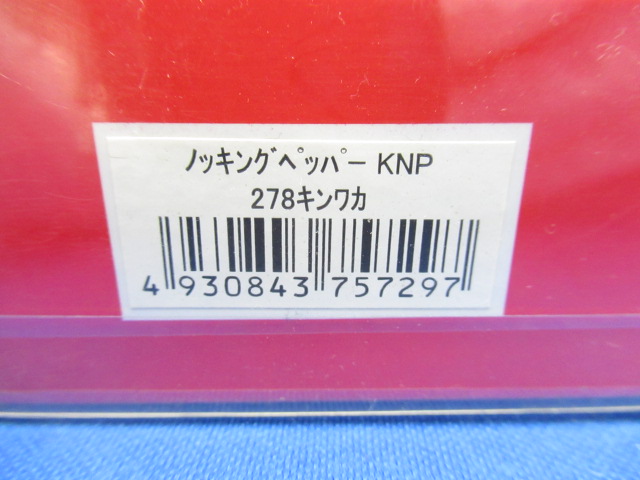 ﾉｯｷﾝｸﾞﾍﾟｯﾊﾟｰ KNP
278ｷﾝﾜｶ
4 930843 757297